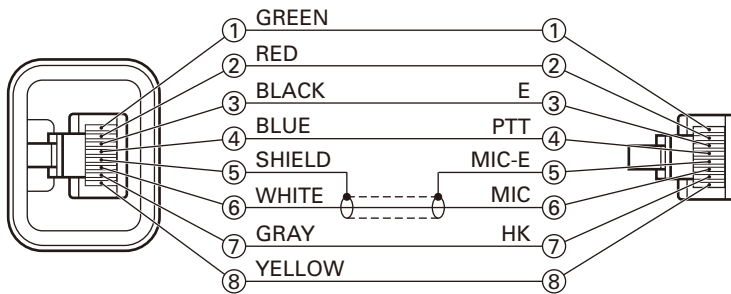 ① GREEN ①
② RED ②
③ BLACK E ③
④ BLUE PTT ④
⑤ SHIELD MIC-E ⑤
⑥ WHITE MIC ⑥
⑦ GRAY HK ⑦
⑧ YELLOW ⑧